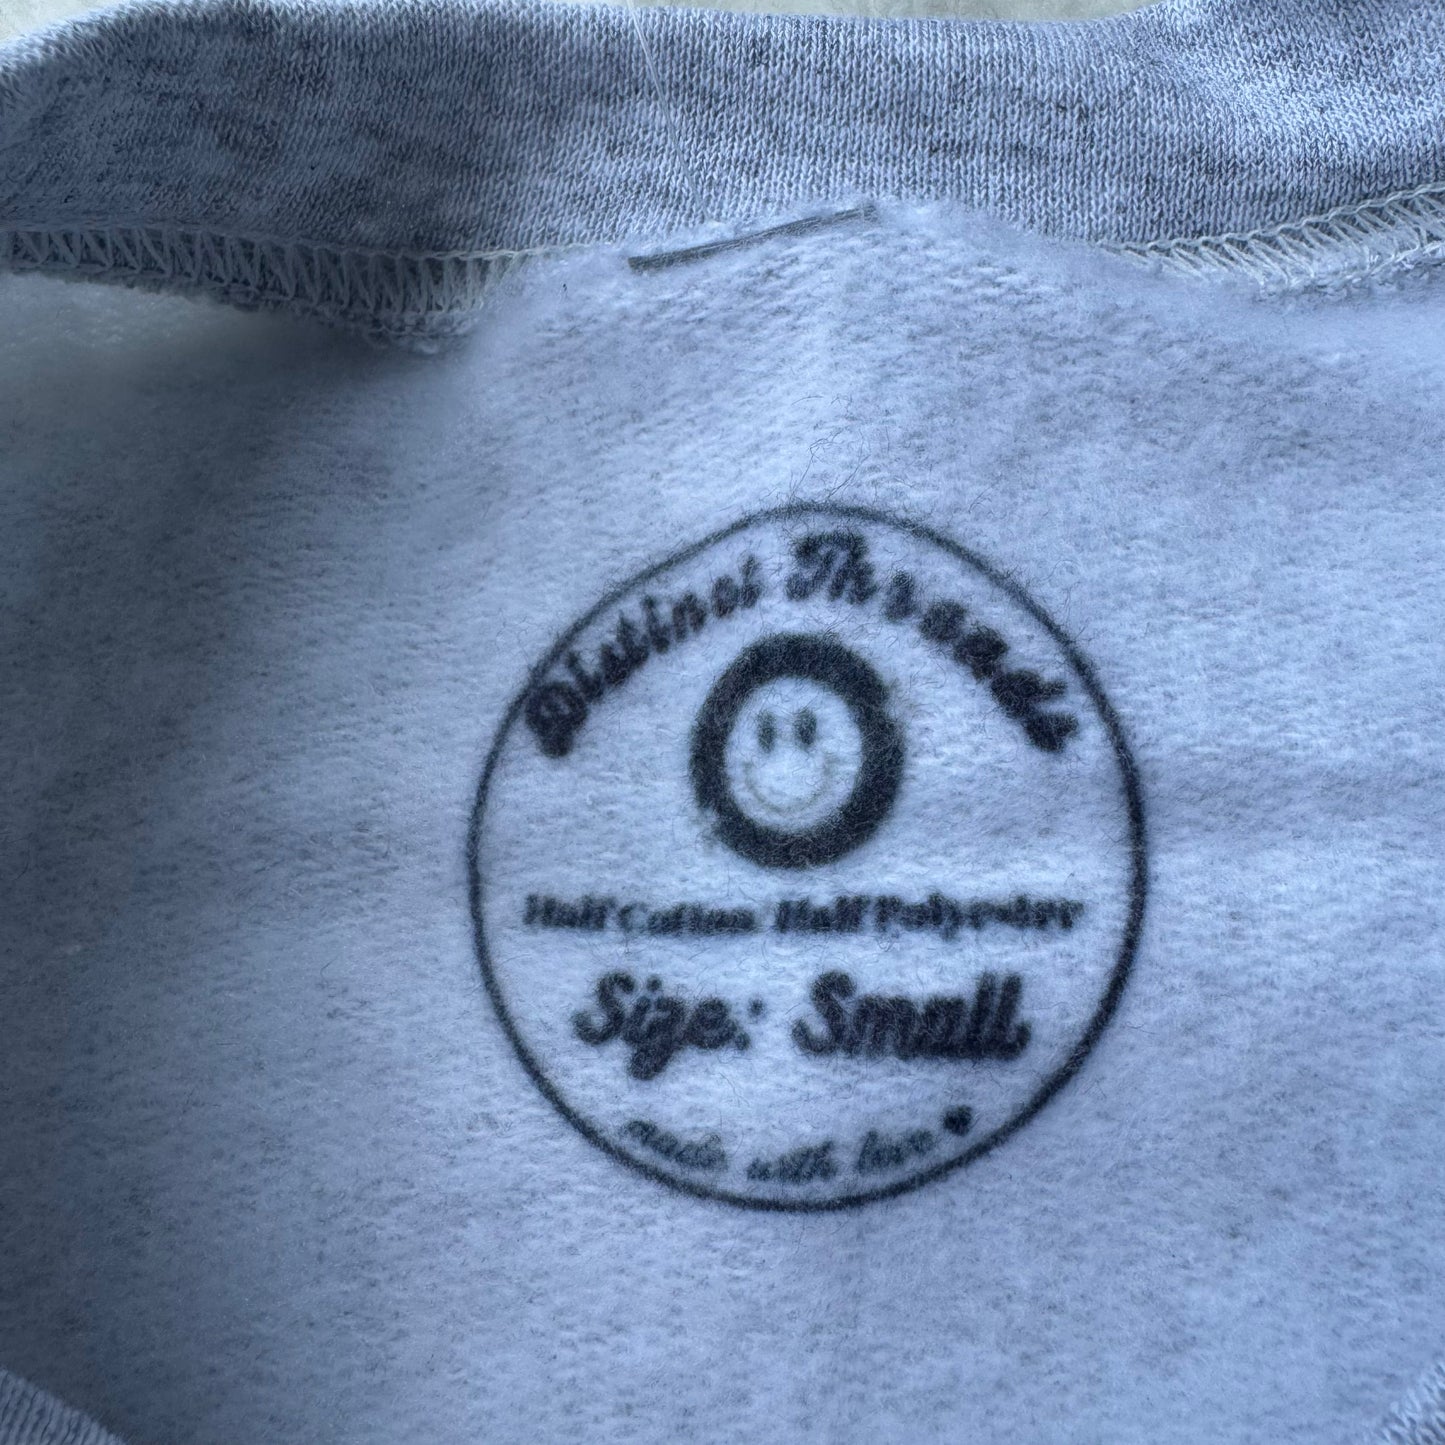 Distinct Threads
Half Cotton Half Polyester
Size: Small
made with love